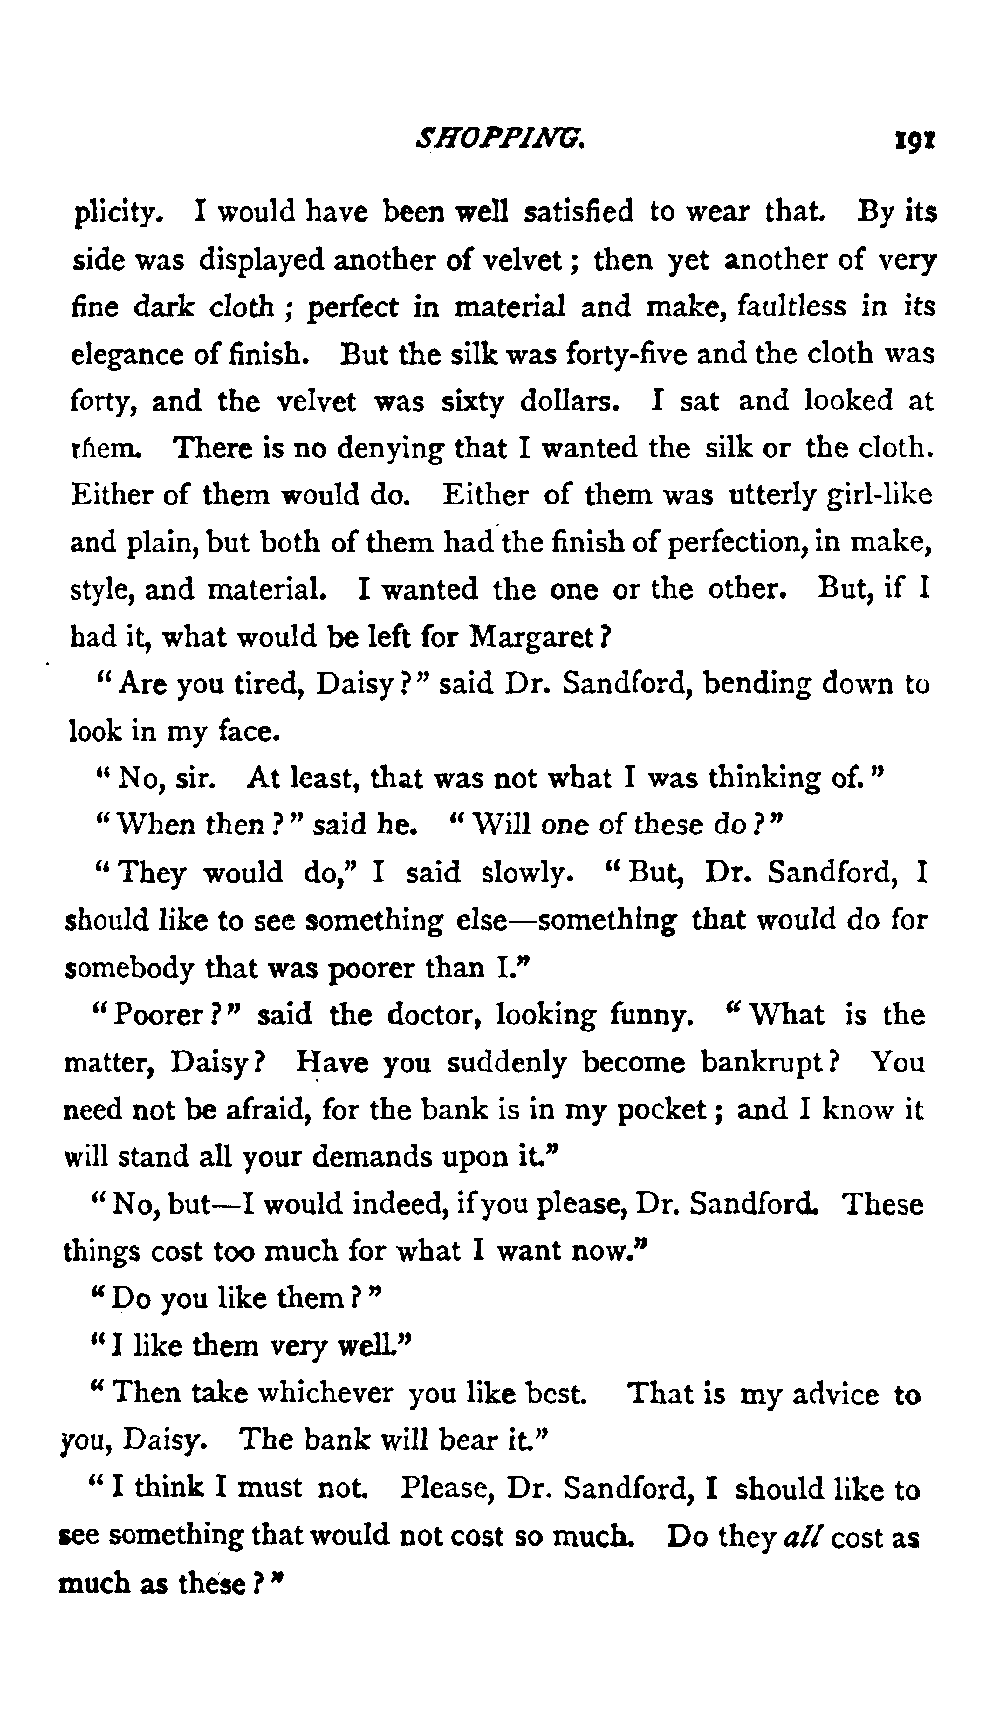 SHOPPING. 191
plicity. I would have been well satisfied to wear that. By its
side was displayed another of velvet ; then yet another of very
fine dark cloth ; perfect in material and make, faultless in its
elegance of finish. But the silk was forty-five and the cloth was
forty, and the velvet was sixty dollars. I sat and looked at
them. There is no denying that I wanted the silk or the cloth.
Either of them would do. Either of them was utterly girl-like
and plain, but both of them had the finish of perfection, in make,
style, and material. I wanted the one or the other. But, if I
had it, what would be left for Margaret ?
“ Are you tired, Daisy ?” said Dr. Sandford, bending down to
look in my face.
“ No, sir. At least, that was not what I was thinking of. ”
“ When then ? ” said he. “ Will one of these do ? ”
“ They would do,” I said slowly. “ But, Dr. Sandford, I
should like to see something else—something that would do for
somebody that was poorer than I.”
“ Poorer ?” said the doctor, looking funny. “ What is the
matter, Daisy ? Have you suddenly become bankrupt ? You
need not be afraid, for the bank is in my pocket ; and I know it
will stand all your demands upon it.”
“ No, but—I would indeed, if you please, Dr. Sandford. These
things cost too much for what I want now.”
“ Do you like them ? ”
“ I like them very well.”
“ Then take whichever you like best. That is my advice to
you, Daisy. The bank will bear it.”
“ I think I must not. Please, Dr. Sandford, I should like to
see something that would not cost so much. Do they all cost as
much as these ? ”